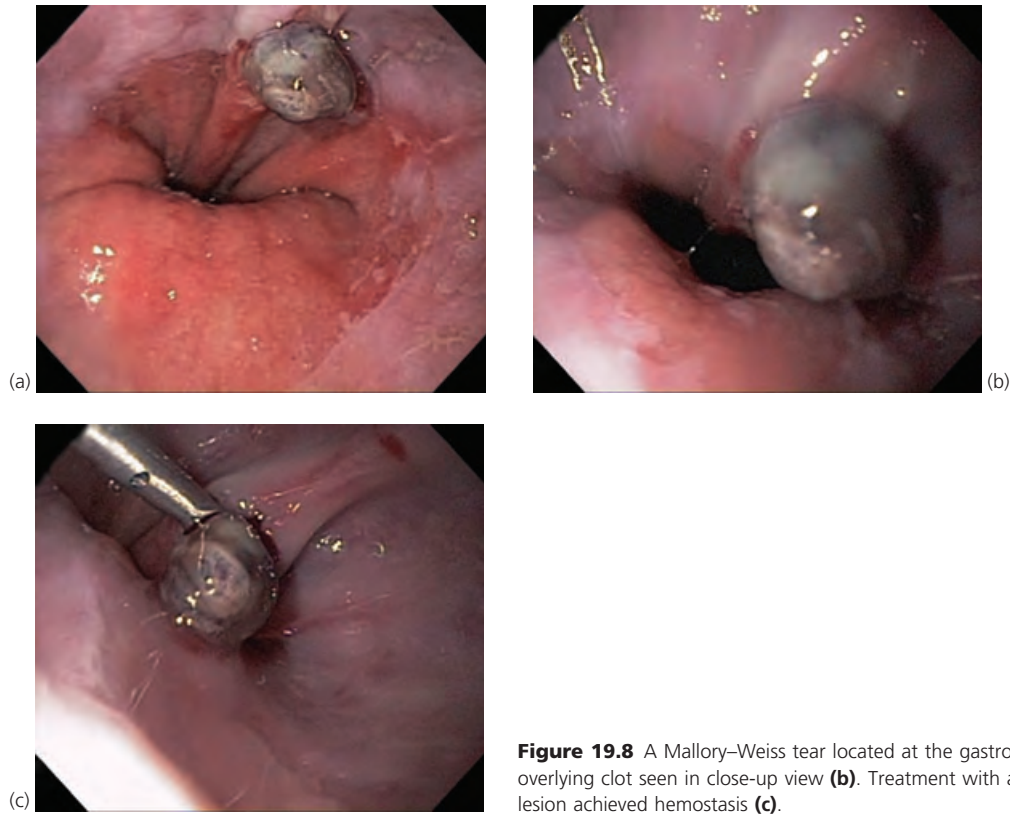 (a)
(b)
(c)
Figure 19.8 A Mallory–Weiss tear located at the gastro
overlying clot seen in close-up view (b). Treatment with
lesion achieved hemostasis (c).